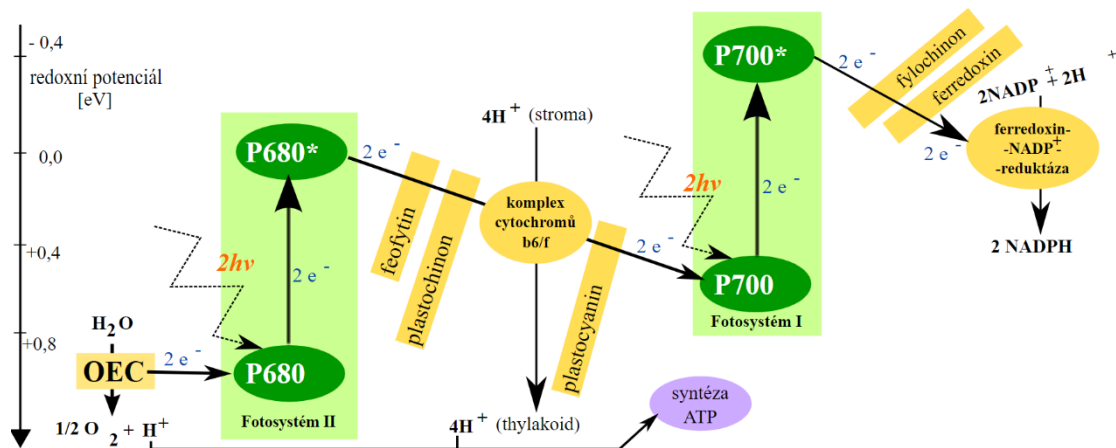 - 0,4
redoxní potenciál
[eV]
0,0
+0,4
+0,8
H2O
OEC
1/2 O2 + H+
2 e-
P680*
2 e-
2hv
P680
Fotosystém II
2 e-
feofytin
plastochinon
4H+ (stroma)
komplex
cytochromů
b6/f
4H+ (thylakoid)
2 e-
plastocyanin
syntéza
ATP
P700*
2 e-
2hv
P700
Fotosystém I
2 e-
fylochinon
ferredoxin
2 e-
2NADP+ + 2H+
ferredoxin-
-NADP+-
-reduktáza
2 NADPH